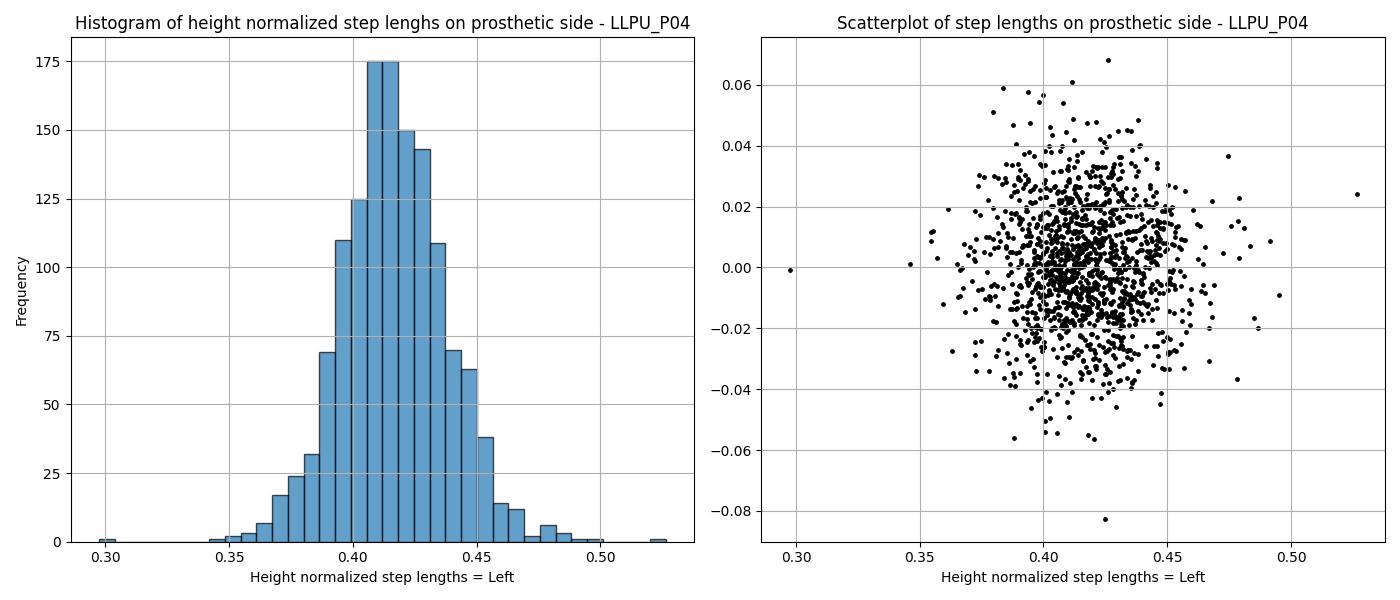 Histogram of height normalized step lenghs on prosthetic side - LLPU_P04
175
150
125
100
75
50
25
0
Frequency
0.30 0.35 0.40 0.45 0.50
Height normalized step lengths = Left
Scatterplot of step lengths on prosthetic side - LLPU_P04
0.06
0.04
0.02
0.00
−0.02
−0.04
−0.06
−0.08
0.30 0.35 0.40 0.45 0.50
Height normalized step lengths = Left